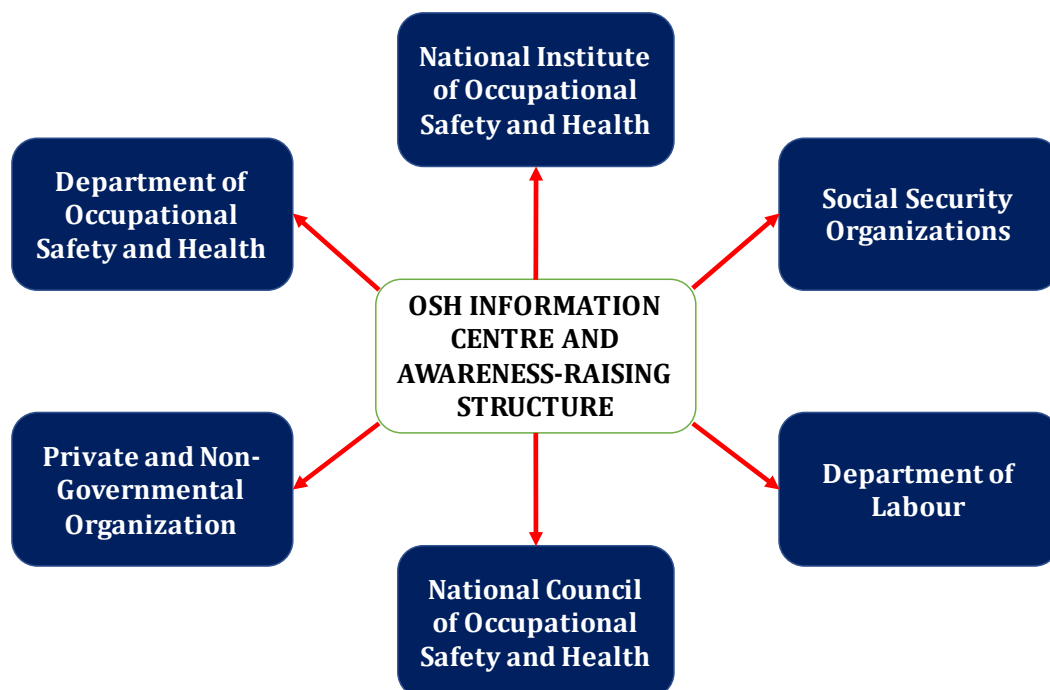 National Institute
of Occupational
Safety and Health
Department of
Occupational
Safety and Health
Social Security
Organizations
OSH INFORMATION
CENTRE AND
AWARENESS-RAISING
STRUCTURE
Private and Non-
Governmental
Organization
Department of
Labour
National Council
of Occupational
Safety and Health